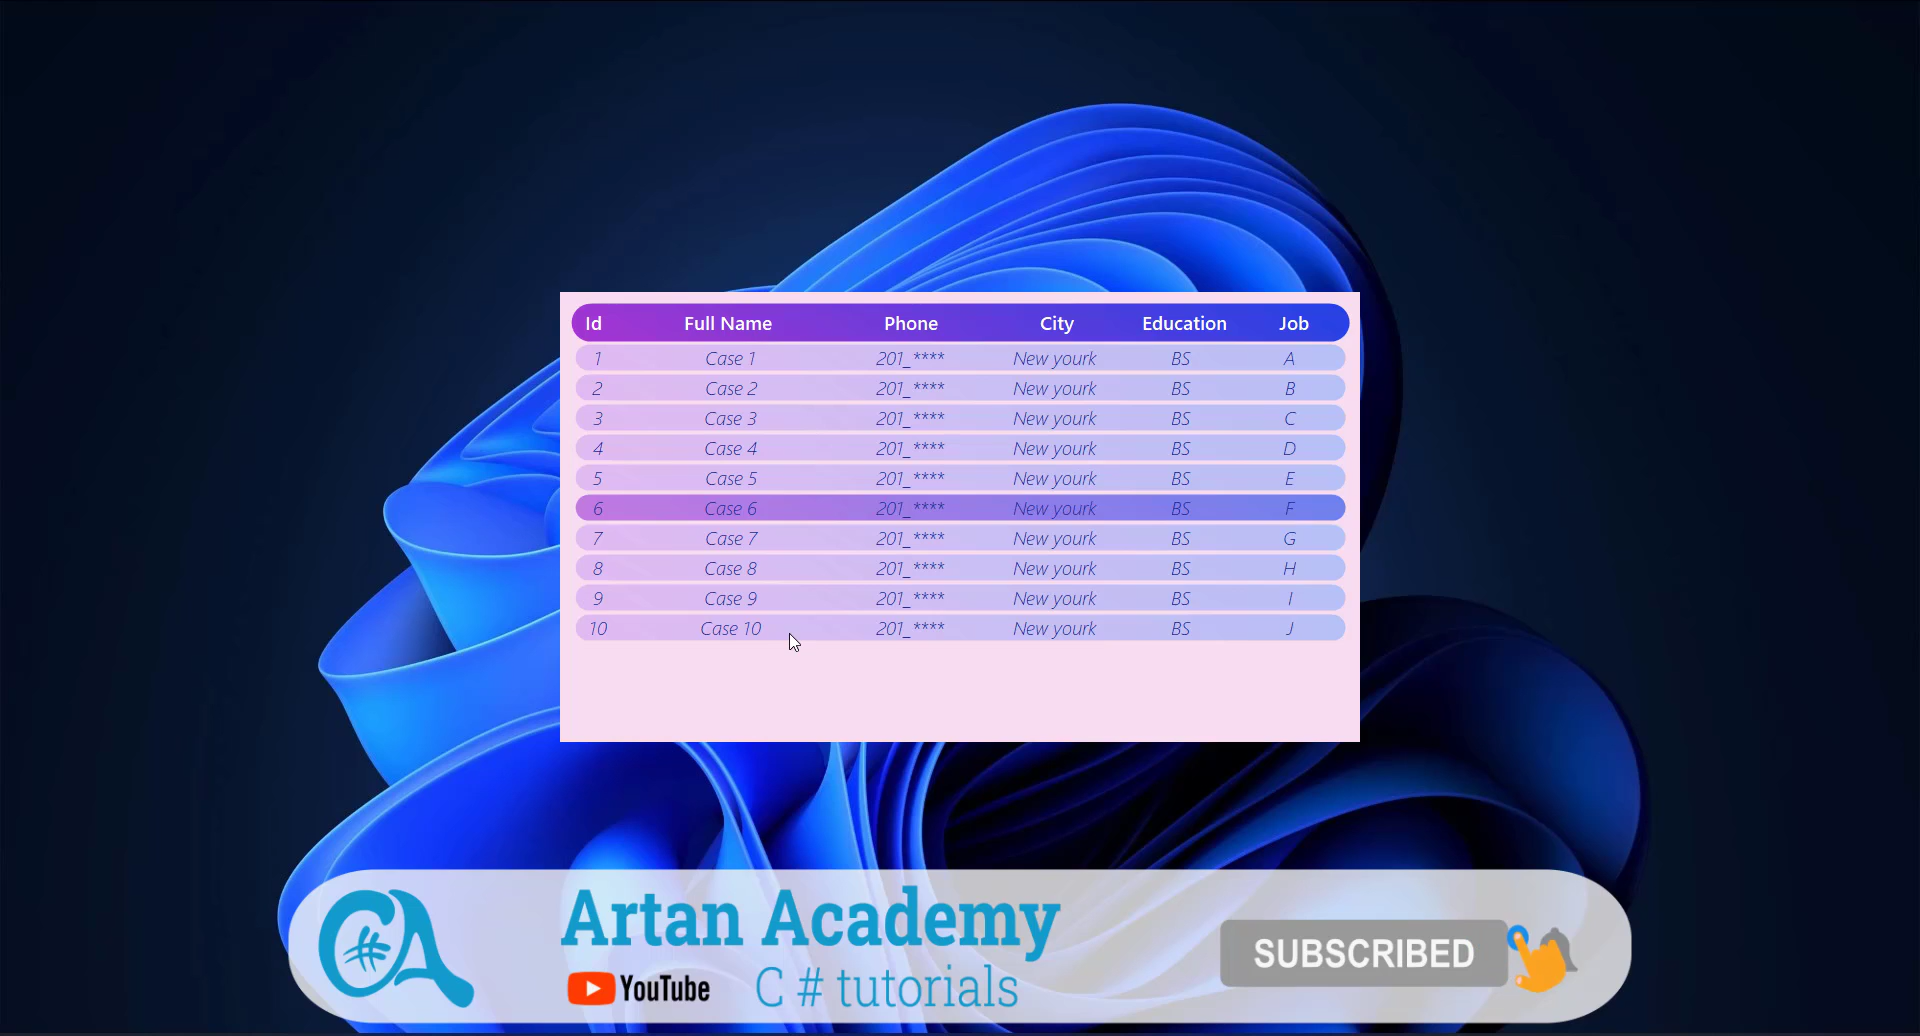 Id Full Name Phone City Education Job
1 Case 1 201_**** New yourk BS A
2 Case 2 201_**** New yourk BS B
3 Case 3 201_**** New yourk BS C
4 Case 4 201_**** New yourk BS D
5 Case 5 201_**** New yourk BS E
6 Case 6 201_**** New yourk BS F
7 Case 7 201_**** New yourk BS G
8 Case 8 201_**** New yourk BS H
9 Case 9 201_**** New yourk BS I
10 Case 10 201_**** New yourk BS J
C#A
Artan Academy
YouTube C # tutorials
SUBSCRIBED